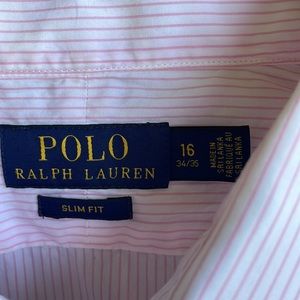 POLO
RALPH LAUREN
16
34/35
MADE IN
SRI LANKA
FABRIQUÉ AU
SRI LANKA
SLIM FIT